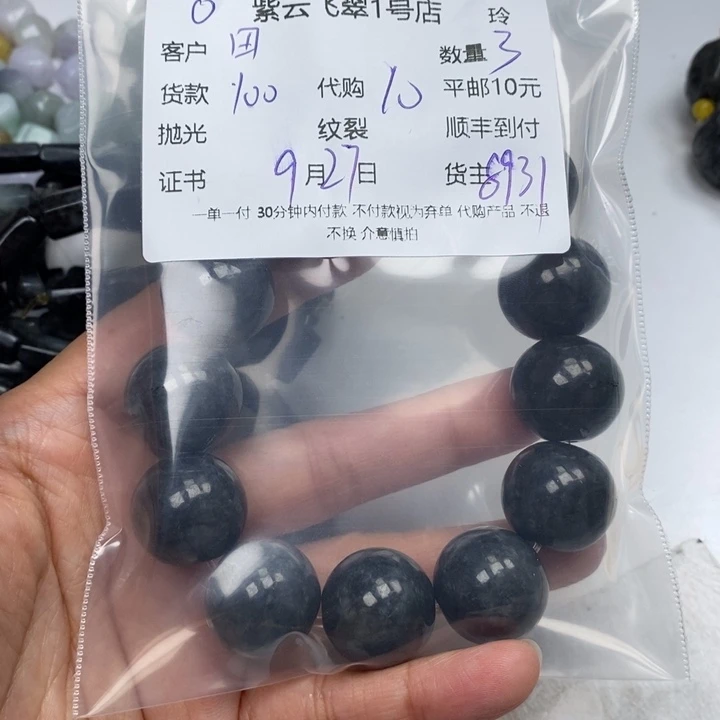 0 紫云飞翠1号店 玲
客户 田 数量 3
货款 100 代购 10 平邮10元
抛光 纹裂 顺丰到付
证书 9月27日 货主 8931
一单一付 30分钟内付款 不付款视为弃单 代购产品 不退
不换 介意慎拍